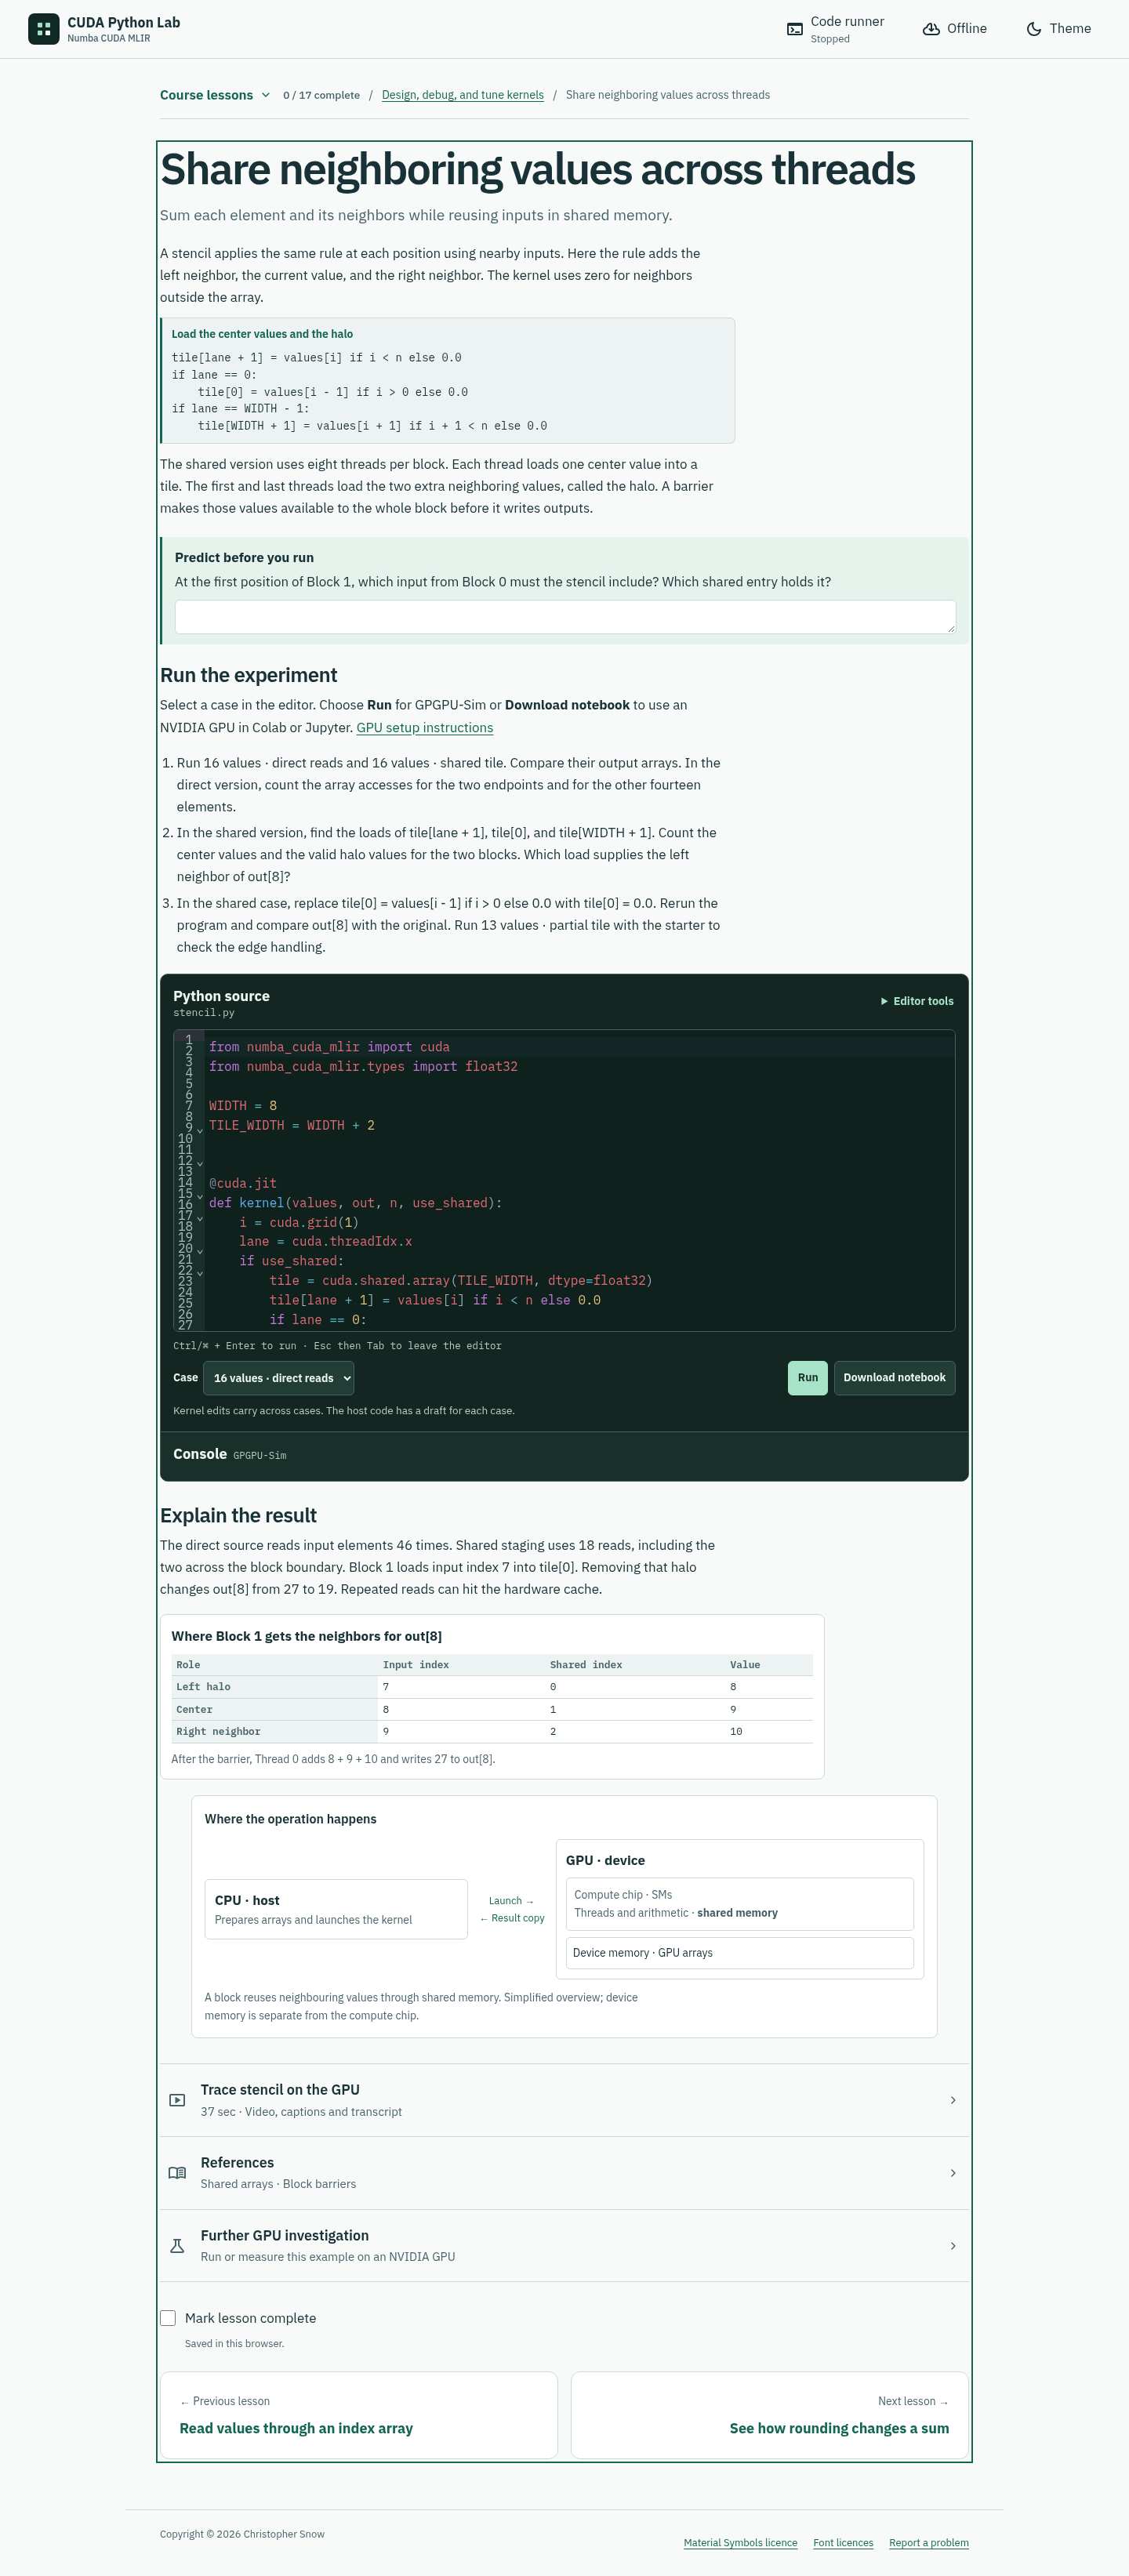 CUDA Python Lab
Numba CUDA MLIR
Code runner
Stopped
Offline
Theme
Course lessons
0 / 17 complete / Design, debug, and tune kernels / Share neighboring values across threads
Share neighboring values across threads
Sum each element and its neighbors while reusing inputs in shared memory.
A stencil applies the same rule at each position using nearby inputs. Here the rule adds the
left neighbor, the current value, and the right neighbor. The kernel uses zero for neighbors
outside the array.
Load the center values and the halo
tile[lane + 1] = values[i] if i < n else 0.0
if lane == 0:
    tile[0] = values[i - 1] if i > 0 else 0.0
if lane == WIDTH - 1:
    tile[WIDTH + 1] = values[i + 1] if i + 1 < n else 0.0
The shared version uses eight threads per block. Each thread loads one center value into a
tile. The first and last threads load the two extra neighboring values, called the halo. A barrier
makes those values available to the whole block before it writes outputs.
Predict before you run
At the first position of Block 1, which input from Block 0 must the stencil include? Which shared entry holds it?
Run the experiment
Select a case in the editor. Choose Run for GPGPU-Sim or Download notebook to use an
NVIDIA GPU in Colab or Jupyter. GPU setup instructions
1. Run 16 values · direct reads and 16 values · shared tile. Compare their output arrays. In the
direct version, count the array accesses for the two endpoints and for the other fourteen
elements.
2. In the shared version, find the loads of tile[lane + 1], tile[0], and tile[WIDTH + 1]. Count the
center values and the valid halo values for the two blocks. Which load supplies the left
neighbor of out[8]?
3. In the shared case, replace tile[0] = values[i - 1] if i > 0 else 0.0 with tile[0] = 0.0. Rerun the
program and compare out[8] with the original. Run 13 values · partial tile with the starter to
check the edge handling.
Python source
stencil.py
▶ Editor tools
1
2
3
4
5
6
7
8
9
10
11
12
13
14
15
16
17
18
19
20
21
22
23
24
25
26
27
from numba_cuda_mlir import cuda
from numba_cuda_mlir.types import float32
WIDTH = 8
TILE_WIDTH = WIDTH + 2
@cuda.jit
def kernel(values, out, n, use_shared):
    i = cuda.grid(1)
    lane = cuda.threadIdx.x
    if use_shared:
        tile = cuda.shared.array(TILE_WIDTH, dtype=float32)
        tile[lane + 1] = values[i] if i < n else 0.0
        if lane == 0:
Ctrl/⌘ + Enter to run · Esc then Tab to leave the editor
Case 16 values · direct reads
Run
Download notebook
Kernel edits carry across cases. The host code has a draft for each case.
Console GPGPU-Sim
Explain the result
The direct source reads input elements 46 times. Shared staging uses 18 reads, including the
two across the block boundary. Block 1 loads input index 7 into tile[0]. Removing that halo
changes out[8] from 27 to 19. Repeated reads can hit the hardware cache.
Where Block 1 gets the neighbors for out[8]
Role Input index Shared index Value
Left halo 7 0 8
Center 8 1 9
Right neighbor 9 2 10
After the barrier, Thread 0 adds 8 + 9 + 10 and writes 27 to out[8].
Where the operation happens
CPU · host
Prepares arrays and launches the kernel
Launch →
← Result copy
GPU · device
Compute chip · SMs
Threads and arithmetic · shared memory
Device memory · GPU arrays
A block reuses neighbouring values through shared memory. Simplified overview; device
memory is separate from the compute chip.
Trace stencil on the GPU
37 sec · Video, captions and transcript
References
Shared arrays · Block barriers
Further GPU investigation
Run or measure this example on an NVIDIA GPU
Mark lesson complete
Saved in this browser.
← Previous lesson
Read values through an index array
Next lesson →
See how rounding changes a sum
Copyright © 2026 Christopher Snow
Material Symbols licence
Font licences
Report a problem